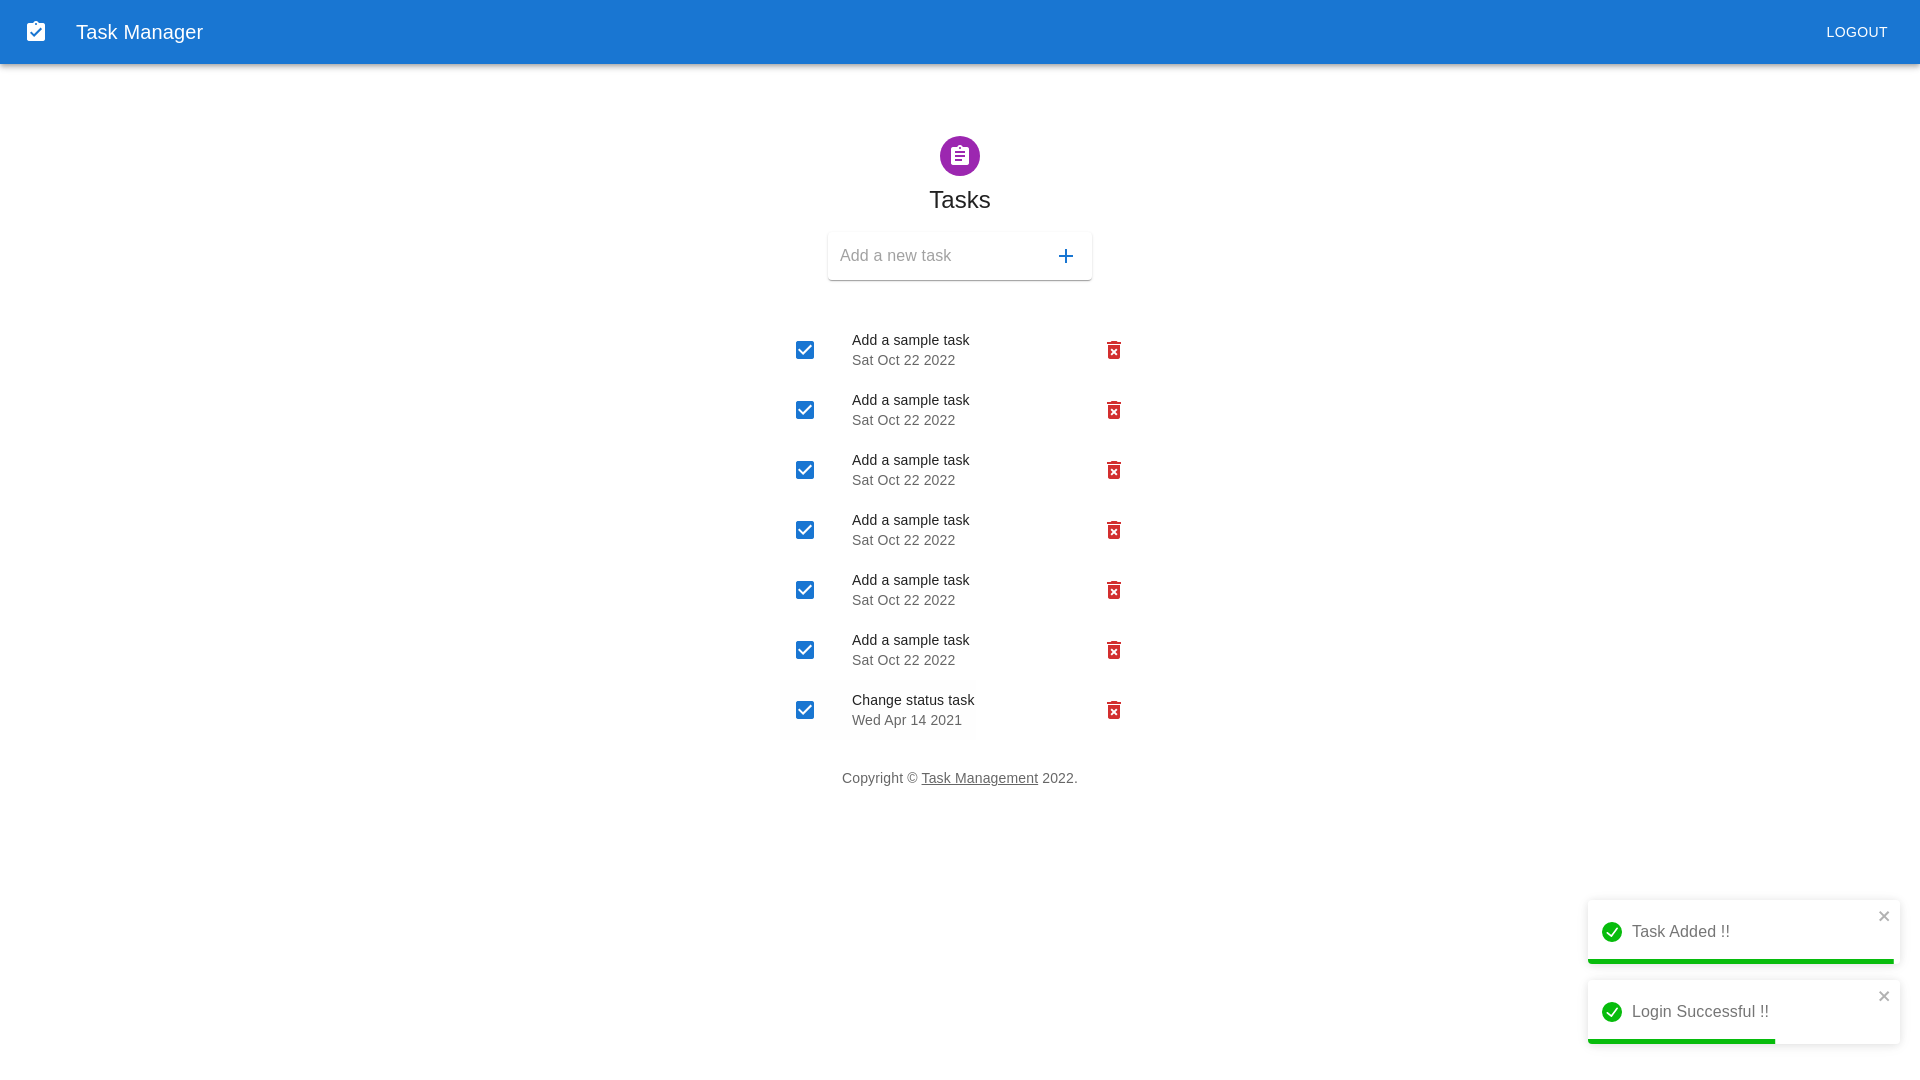 Task Manager
LOGOUT
Tasks
Add a new task
Add a sample task
Sat Oct 22 2022
Add a sample task
Sat Oct 22 2022
Add a sample task
Sat Oct 22 2022
Add a sample task
Sat Oct 22 2022
Add a sample task
Sat Oct 22 2022
Add a sample task
Sat Oct 22 2022
Change status task
Wed Apr 14 2021
Copyright © Task Management 2022.
Task Added !!
Login Successful !!